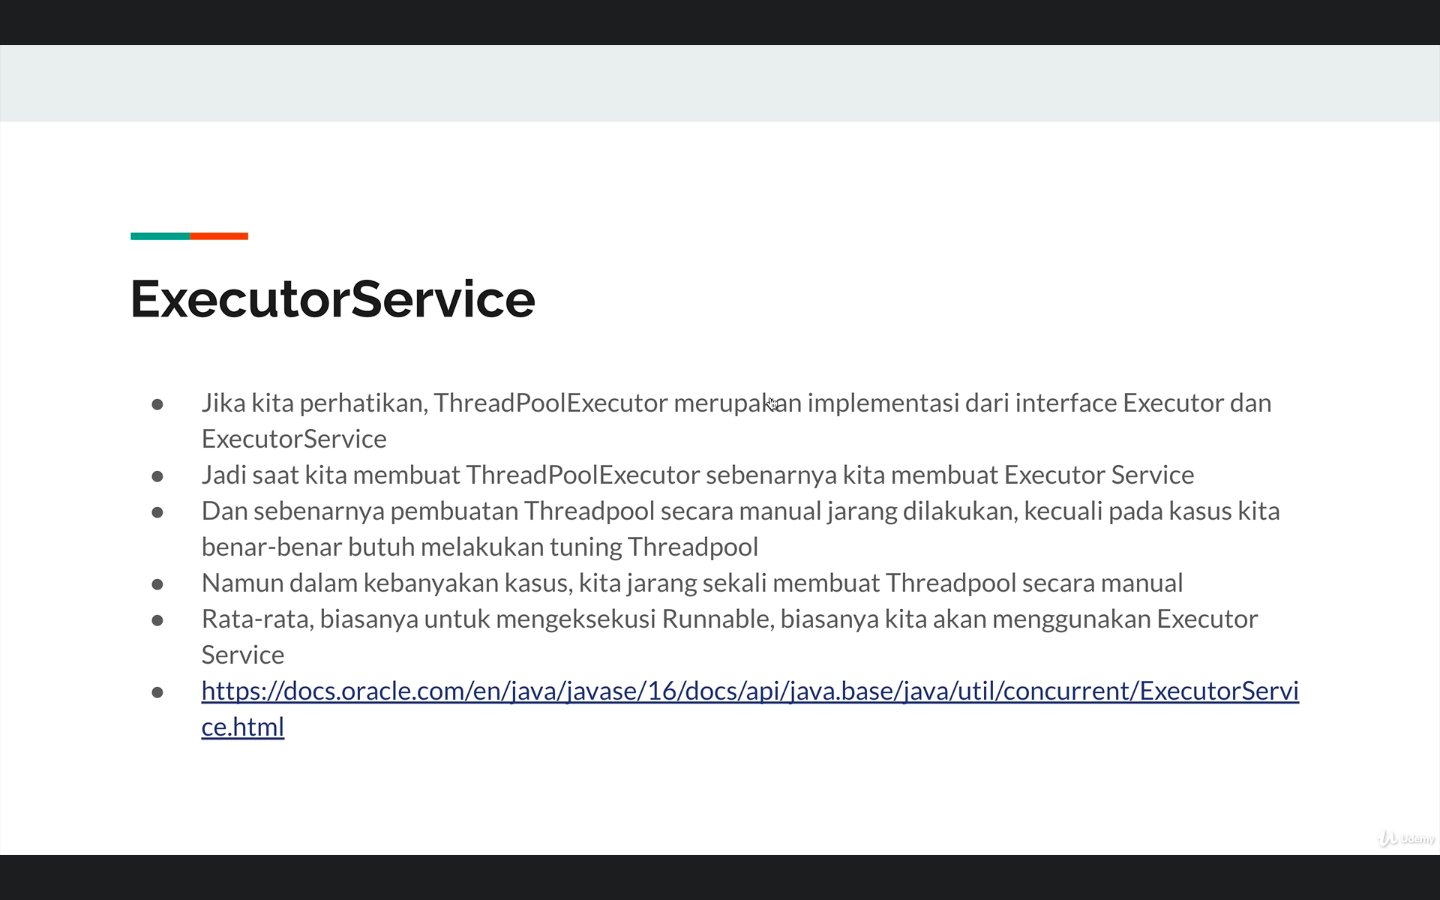 ExecutorService
● Jika kita perhatikan, ThreadPoolExecutor merupakan implementasi dari interface Executor dan
ExecutorService
● Jadi saat kita membuat ThreadPoolExecutor sebenarnya kita membuat Executor Service
● Dan sebenarnya pembuatan Threadpool secara manual jarang dilakukan, kecuali pada kasus kita
benar-benar butuh melakukan tuning Threadpool
● Namun dalam kebanyakan kasus, kita jarang sekali membuat Threadpool secara manual
● Rata-rata, biasanya untuk mengeksekusi Runnable, biasanya kita akan menggunakan Executor
Service
● https://docs.oracle.com/en/java/javase/16/docs/api/java.base/java/util/concurrent/ExecutorServi
ce.html
Udemy